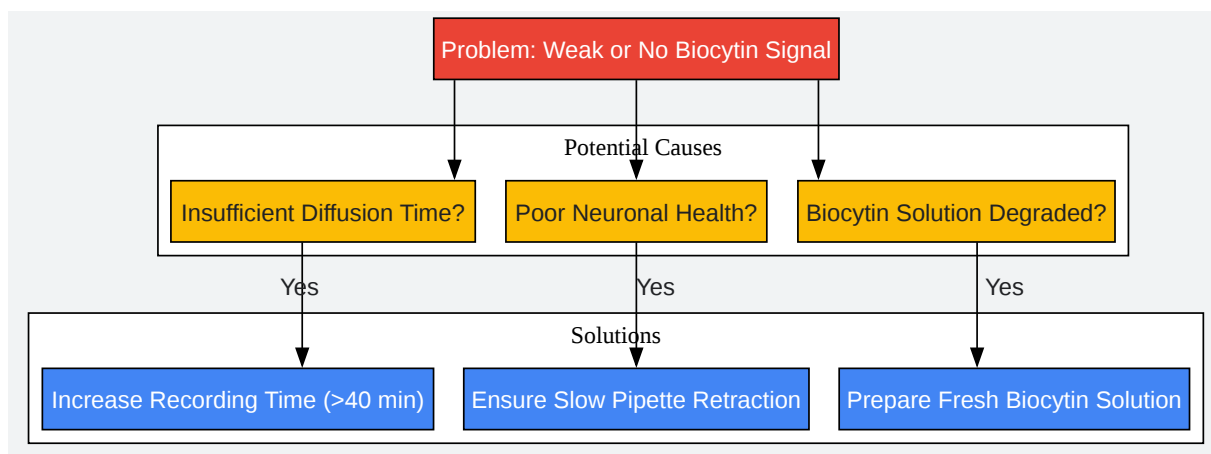 Problem: Weak or No Biocytin Signal
Potential Causes
Insufficient Diffusion Time?
Poor Neuronal Health?
Biocytin Solution Degraded?
Yes
Yes
Yes
Solutions
Increase Recording Time (>40 min)
Ensure Slow Pipette Retraction
Prepare Fresh Biocytin Solution